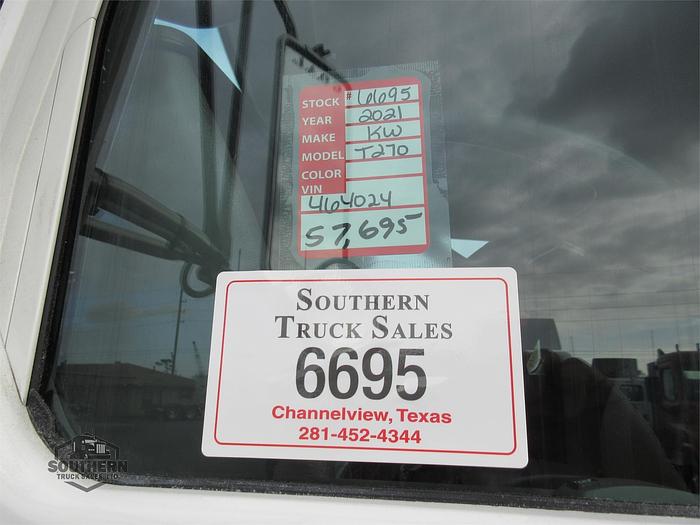 STOCK # 6695
YEAR 2021
MAKE KW
MODEL T270
COLOR
VIN
464024
57,695
SOUTHERN
TRUCK SALES
6695
Channelview, Texas
281-452-4344
SOUTHERN
TRUCK SALES, LTD.